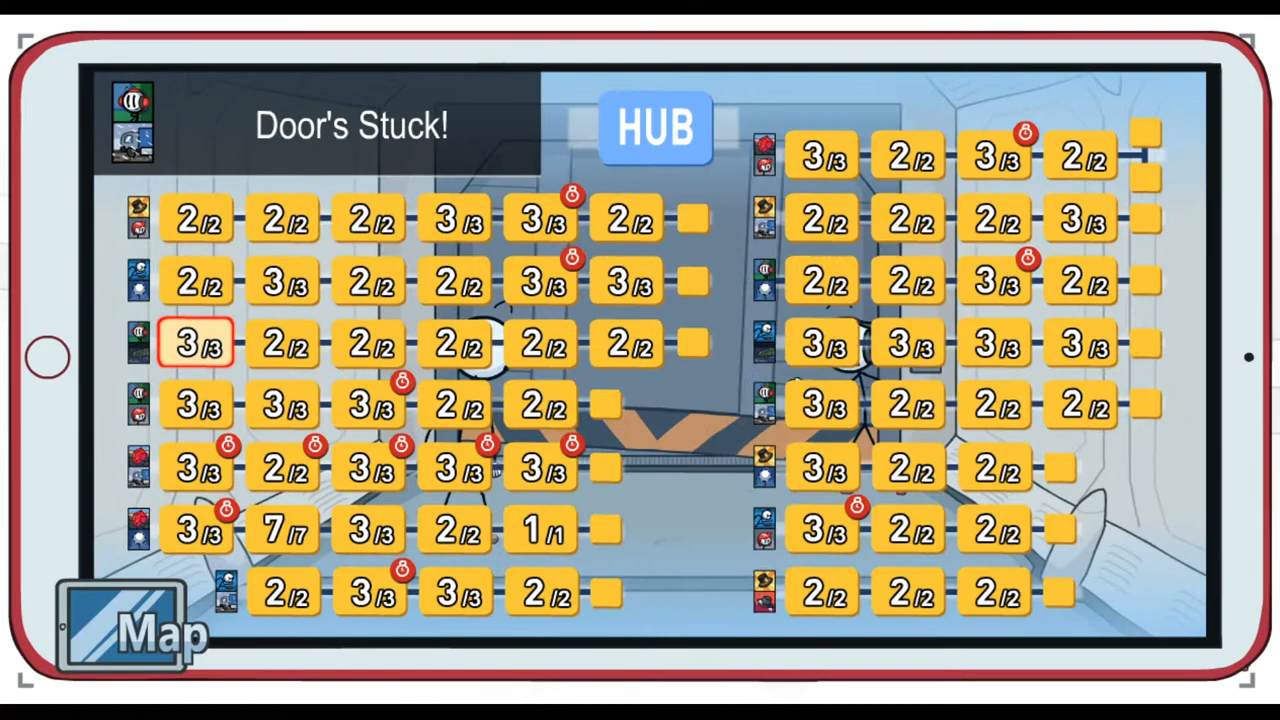 Door's Stuck!
HUB
3/3 2/2 3/3 2/2
2/2 2/2 2/2 3/3 3/3 2/2
2/2 2/2 2/2 3/3
2/2 3/3 2/2 2/2 3/3 3/3
2/2 2/2 3/3 2/2
3/3 2/2 2/2 2/2 2/2 2/2
3/3 3/3 3/3 3/3
3/3 3/3 3/3 2/2 2/2
3/3 2/2 2/2 2/2
3/3 2/2 3/3 3/3 3/3
3/3 2/2 2/2
3/3 7/7 3/3 2/2 1/1
3/3 2/2 2/2
2/2 3/3 3/3 2/2
2/2 2/2 2/2
Map